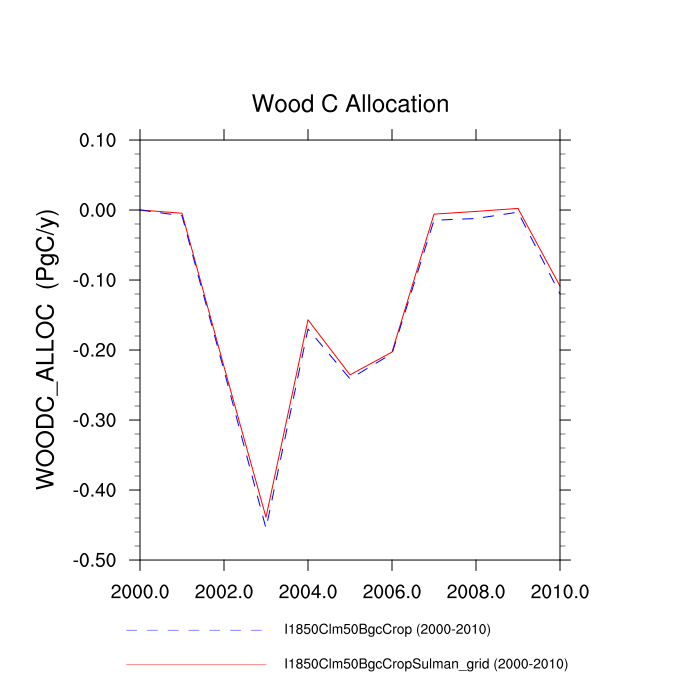 Wood C Allocation
WOODC_ALLOC (PgC/y)
0.10
0.00
-0.10
-0.20
-0.30
-0.40
-0.50
2000.0 2002.0 2004.0 2006.0 2008.0 2010.0
I1850Clm50BgcCrop (2000-2010)
I1850Clm50BgcCropSulman_grid (2000-2010)